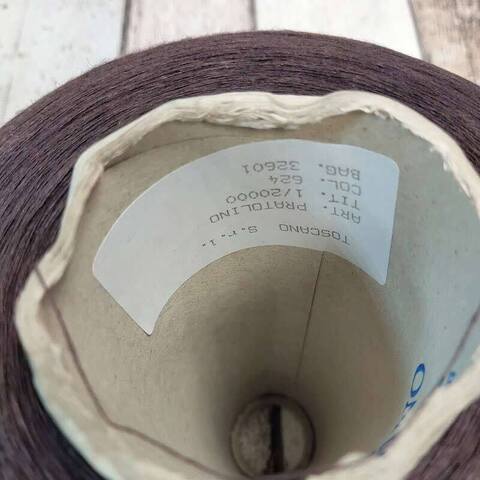 TOSCANO S.r.l.
ART. PRATOLINO
TIT. 1/20000
COL. 624
BAG. 32601